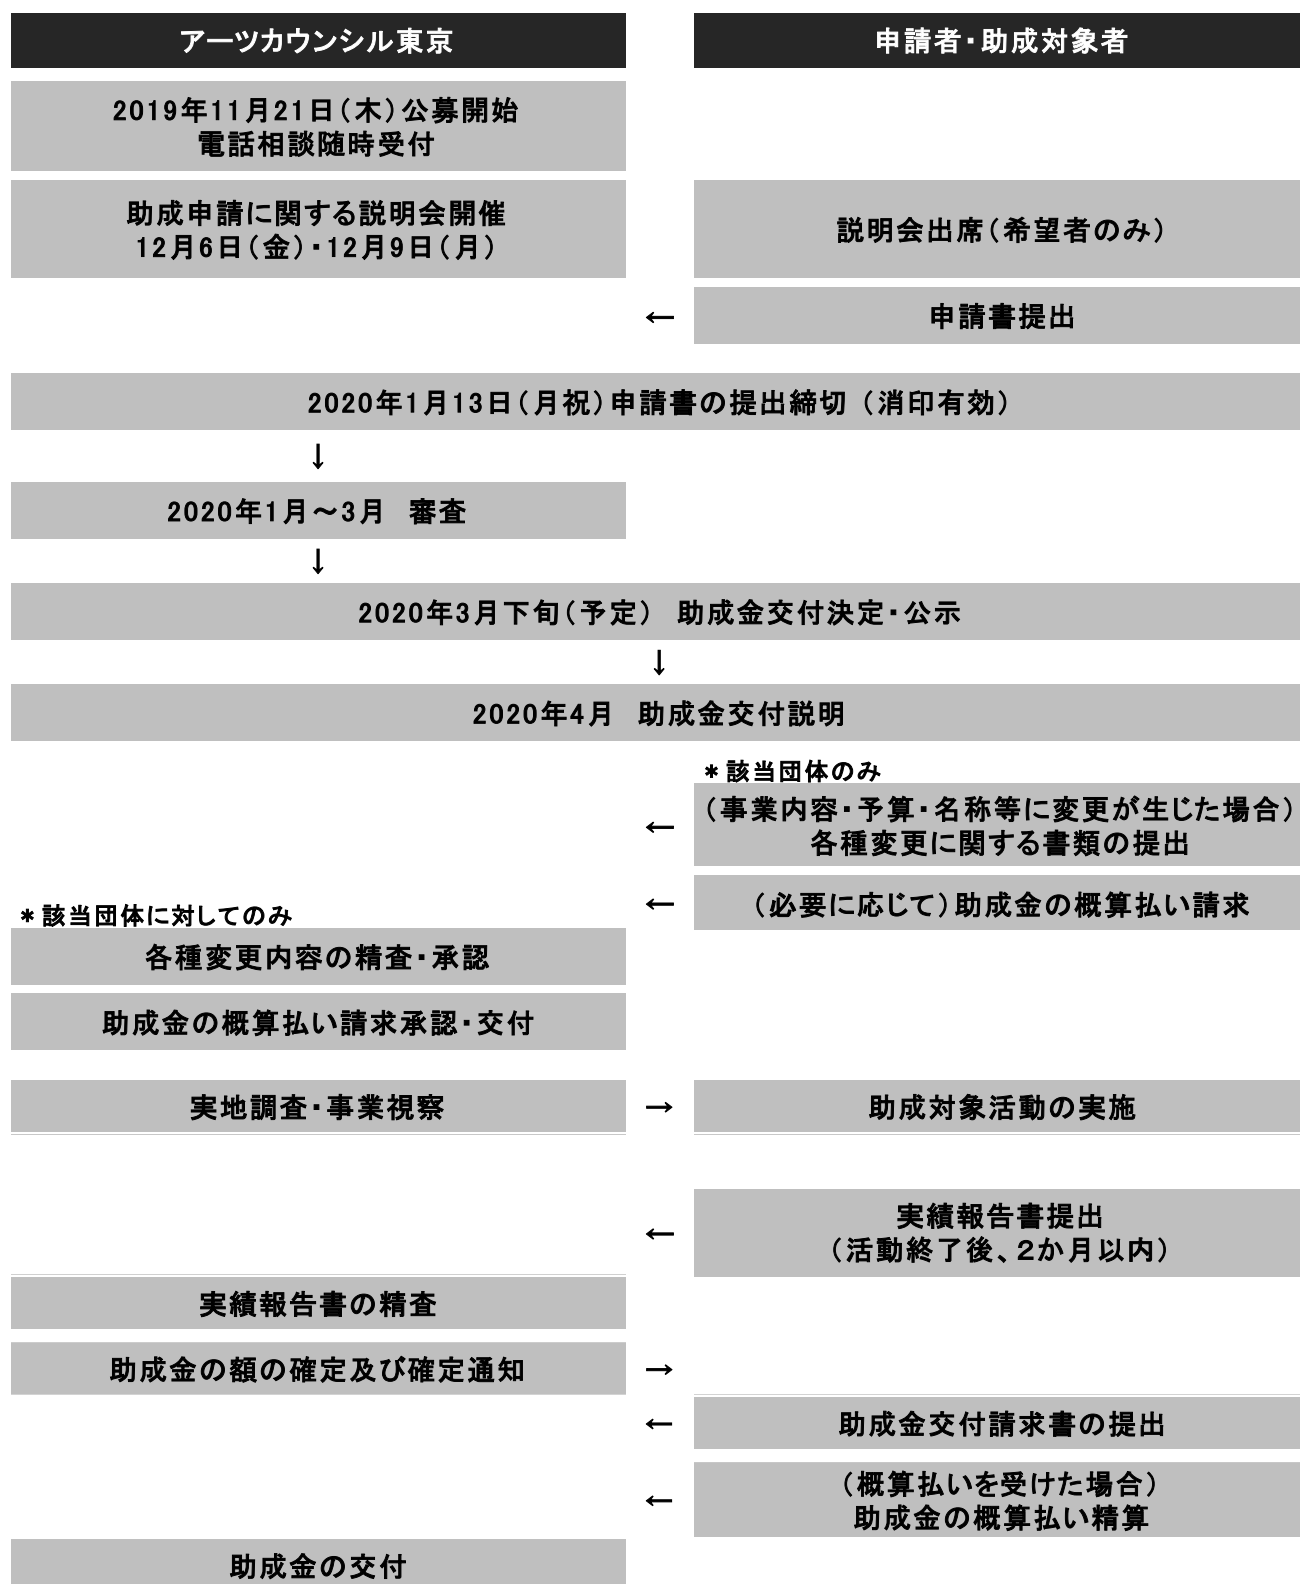 アーツカウンシル東京
申請者・助成対象者
2019年11月21日(木)公募開始
電話相談随時受付
助成申請に関する説明会開催
12月6日(金)・12月9日(月)
説明会出席(希望者のみ)
← 申請書提出
2020年1月13日(月祝)申請書の提出締切 (消印有効)
↓
2020年1月~3月 審査
↓
2020年3月下旬(予定) 助成金交付決定・公示
↓
2020年4月 助成金交付説明
*該当団体のみ
(事業内容・予算・名称等に変更が生じた場合)
← 各種変更に関する書類の提出
← (必要に応じて)助成金の概算払い請求
*該当団体に対してのみ
各種変更内容の精査・承認
助成金の概算払い請求承認・交付
実地調査・事業視察 → 助成対象活動の実施
← 実績報告書提出
(活動終了後、2か月以内)
実績報告書の精査
助成金の額の確定及び確定通知 →
← 助成金交付請求書の提出
(概算払いを受けた場合)
← 助成金の概算払い精算
助成金の交付